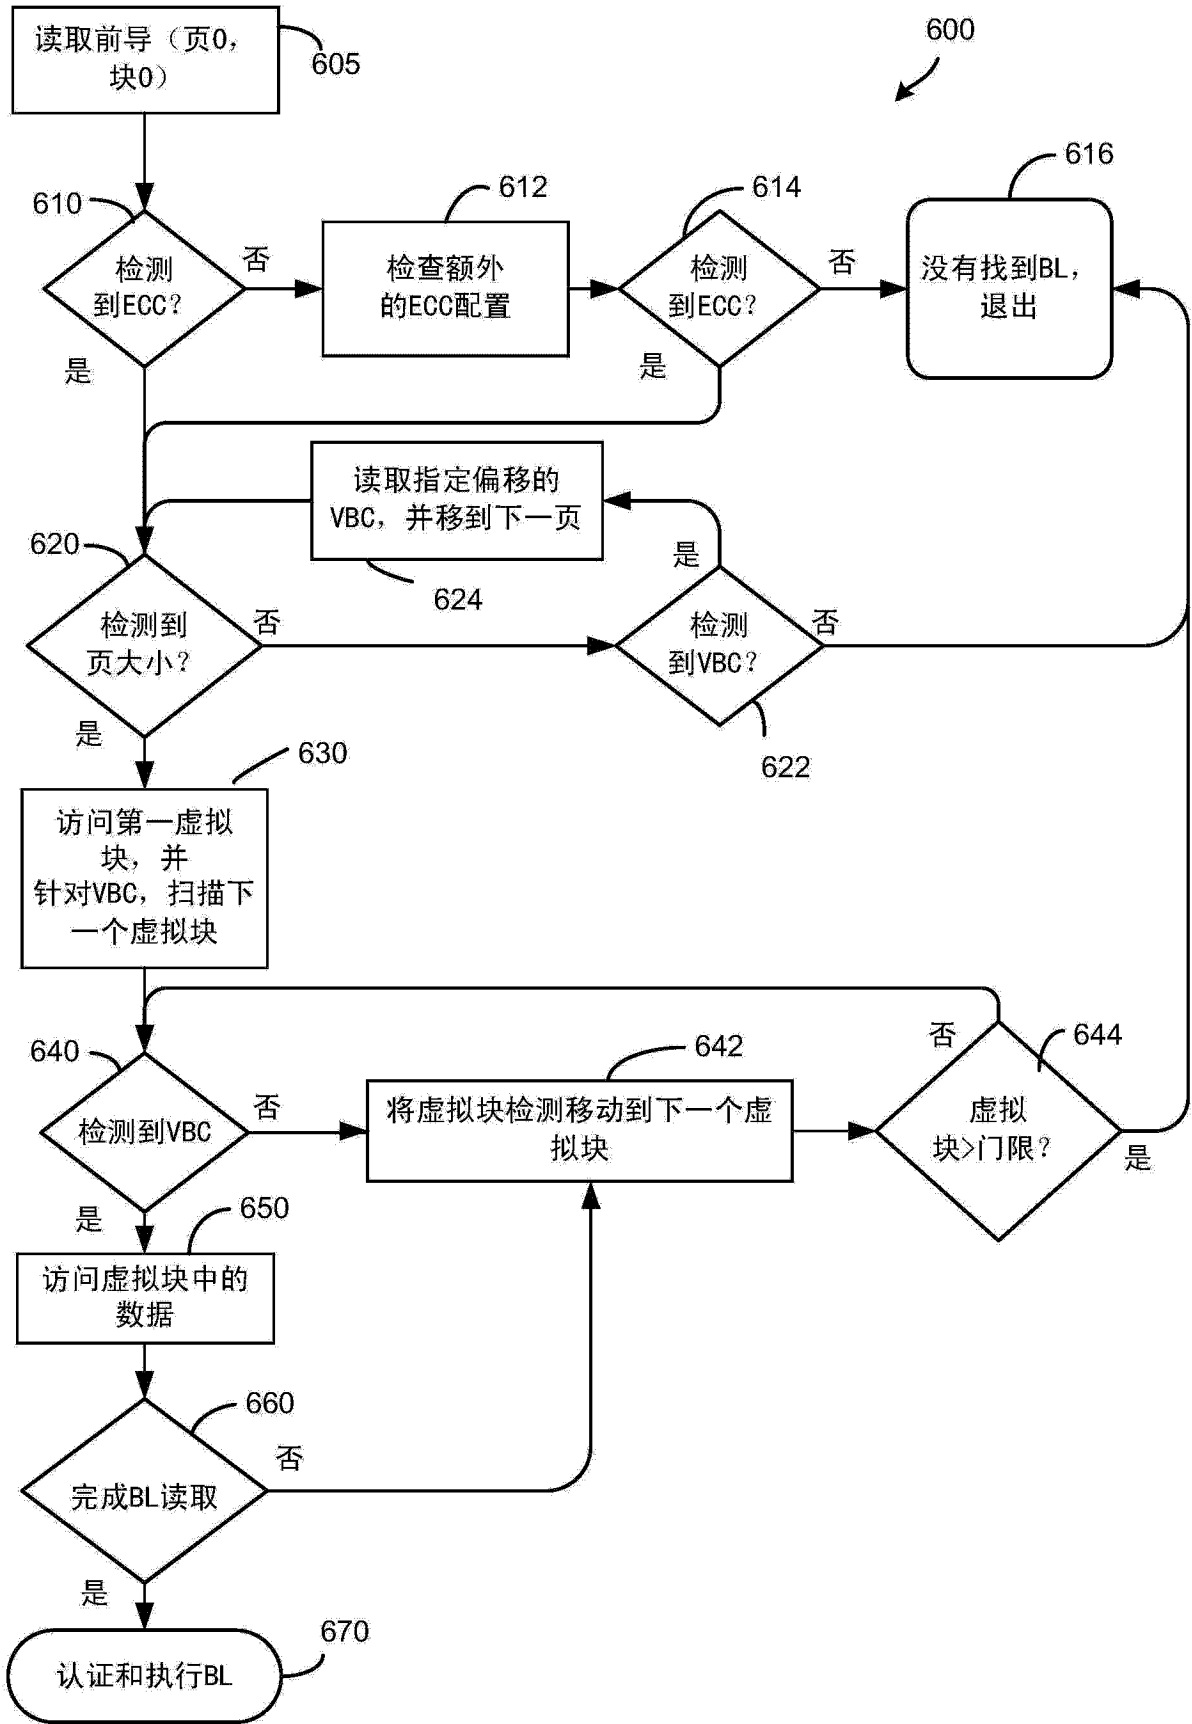 读取前导（页0，
块0）
605
600
610
检测
到ECC？
否
是
612
检查额外
的ECC配置
614
检测
到ECC？
否
是
616
没有找到BL，
退出
读取指定偏移的
VBC，并移到下一页
624
620
检测到
页大小？
否
是
是
检测
到VBC？
否
622
630
访问第一虚拟
块，并
针对VBC，扫描下
一个虚拟块
640
检测到VBC
否
是
642
将虚拟块检测移动到下一个虚
拟块
否
644
虚拟
块>门限？
是
650
访问虚拟块中的
数据
660
完成BL读取
否
是
670
认证和执行BL